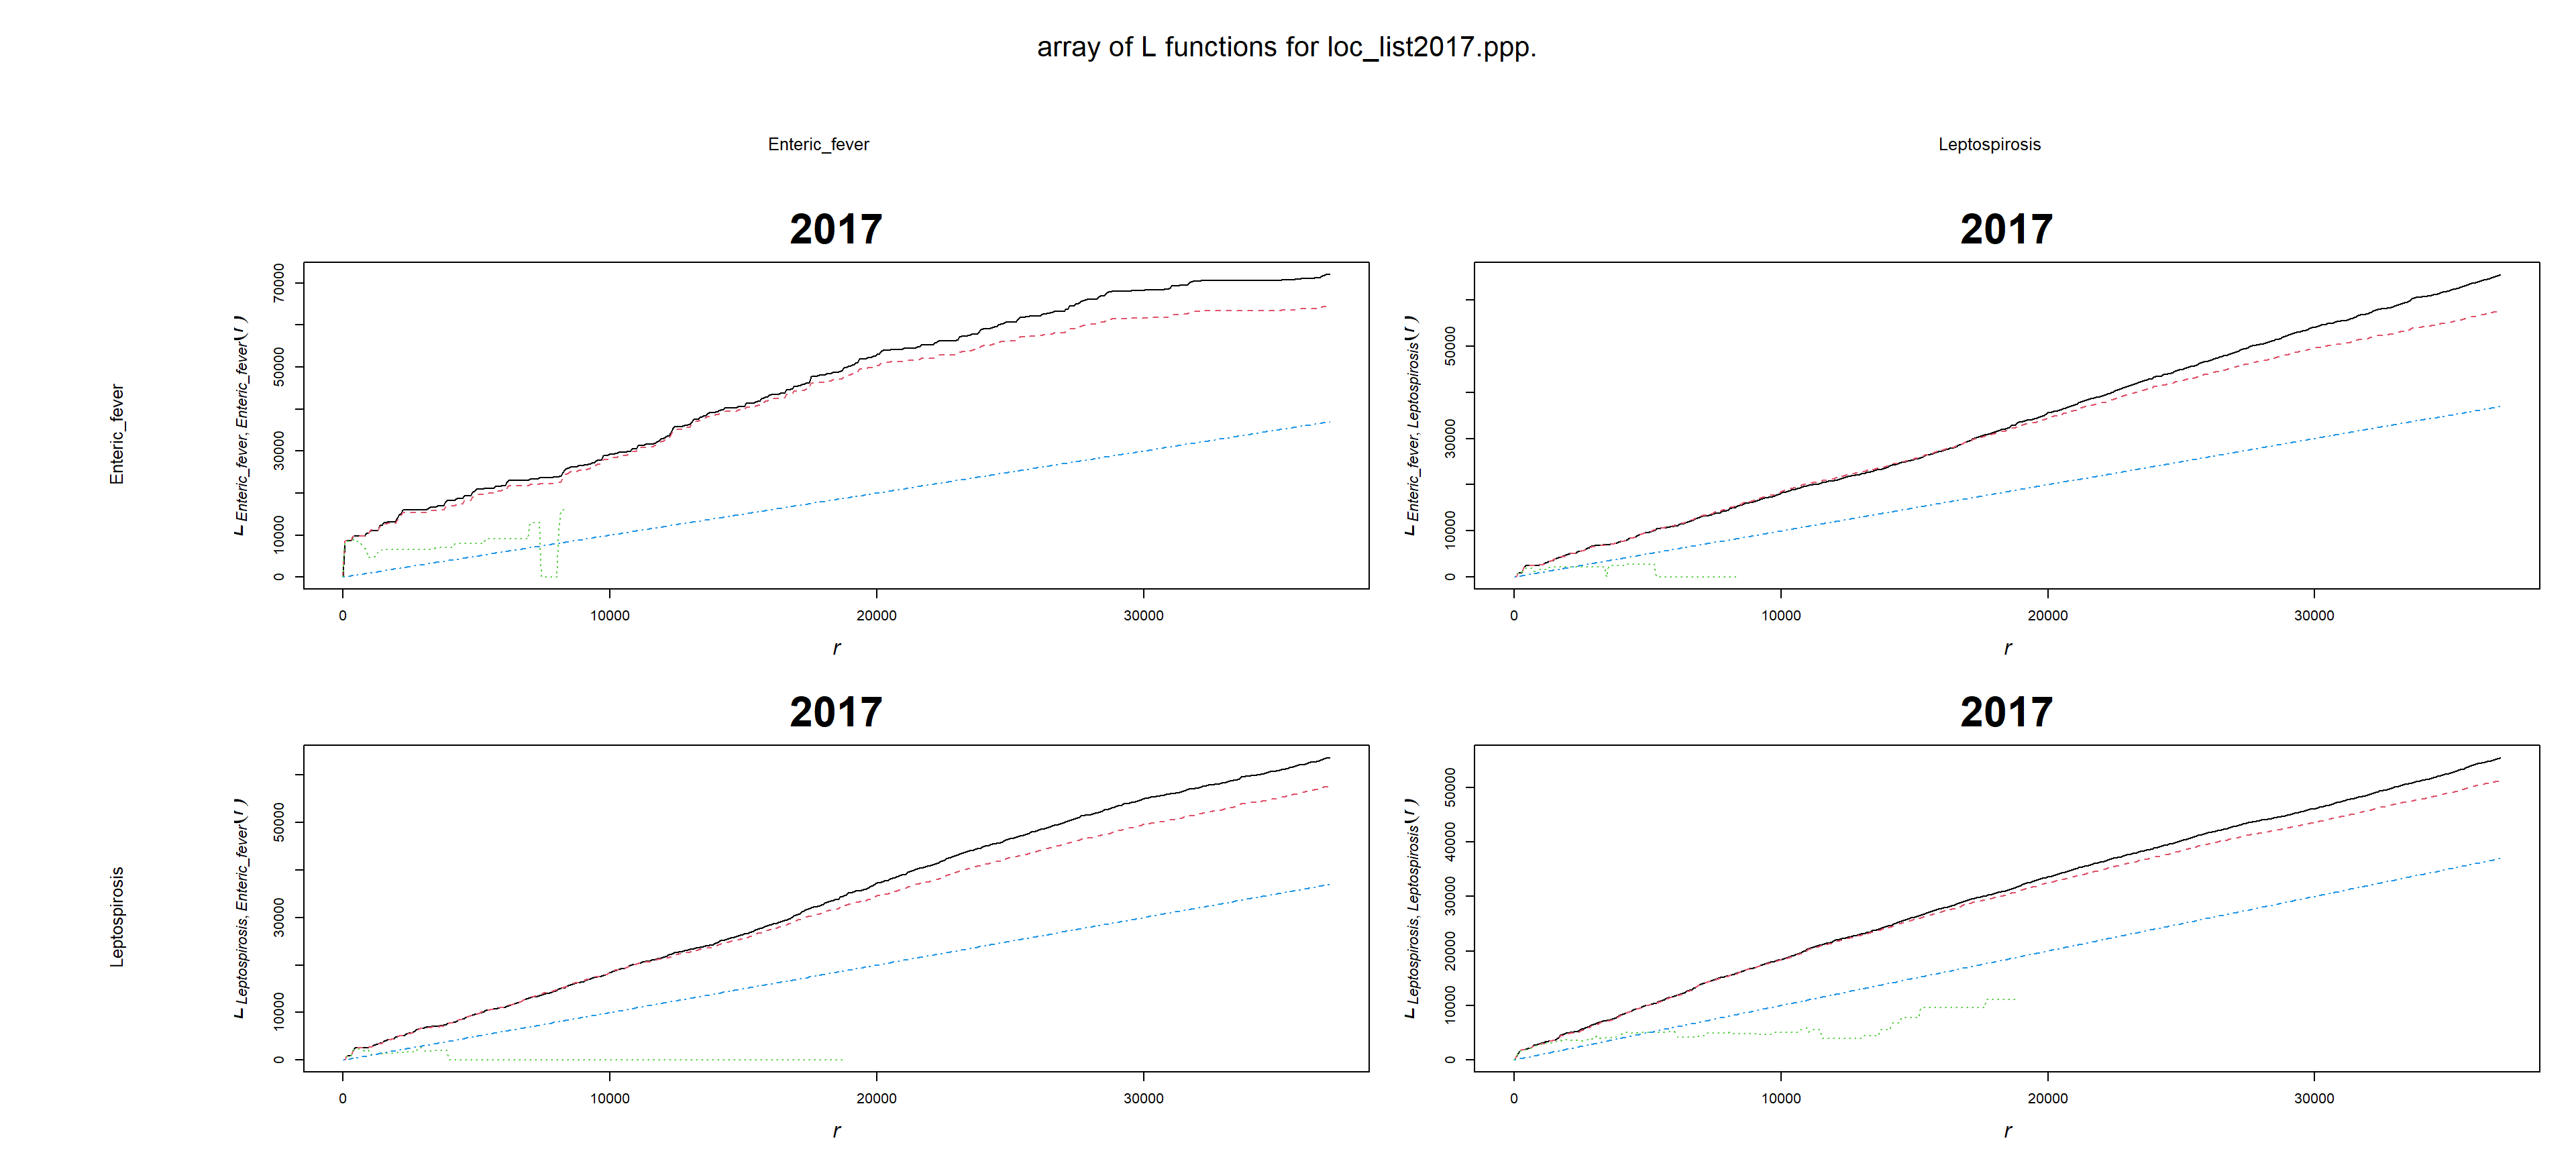 array of L functions for loc_list2017.ppp.
Enteric_fever
Leptospirosis
2017
2017
Enteric_fever
L Enteric_fever, Enteric_fever(r)
0 10000 30000 50000 70000
0 10000 20000 30000
r
L Enteric_fever, Leptospirosis(r)
0 10000 30000 50000
0 10000 20000 30000
r
2017
2017
Leptospirosis
L Leptospirosis, Enteric_fever(r)
0 10000 30000 50000
0 10000 20000 30000
r
L Leptospirosis, Leptospirosis(r)
0 10000 20000 30000 40000 50000
0 10000 20000 30000
r